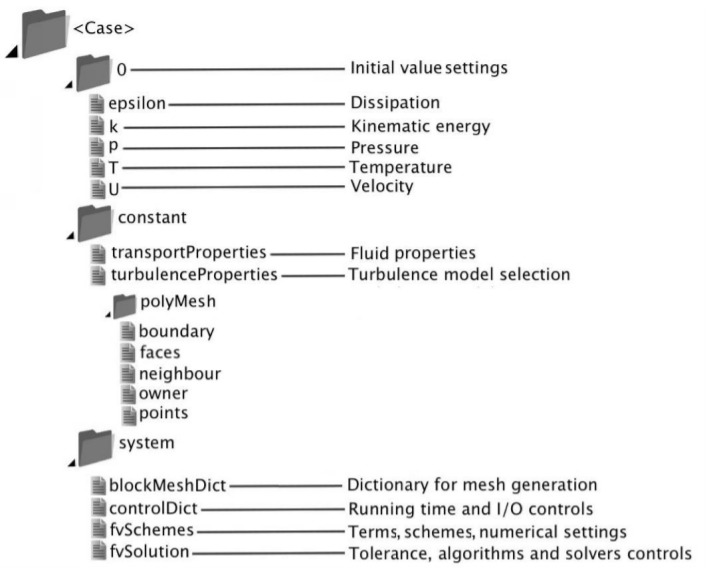 <Case>
0 Initial value settings
epsilon Dissipation
k Kinematic energy
p Pressure
T Temperature
U Velocity
constant
transportProperties Fluid properties
turbulenceProperties Turbulence model selection
polyMesh
boundary
faces
neighbour
owner
points
system
blockMeshDict Dictionary for mesh generation
controlDict Running time and I/O controls
fvSchemes Terms, schemes, numerical settings
fvSolution Tolerance, algorithms and solvers controls